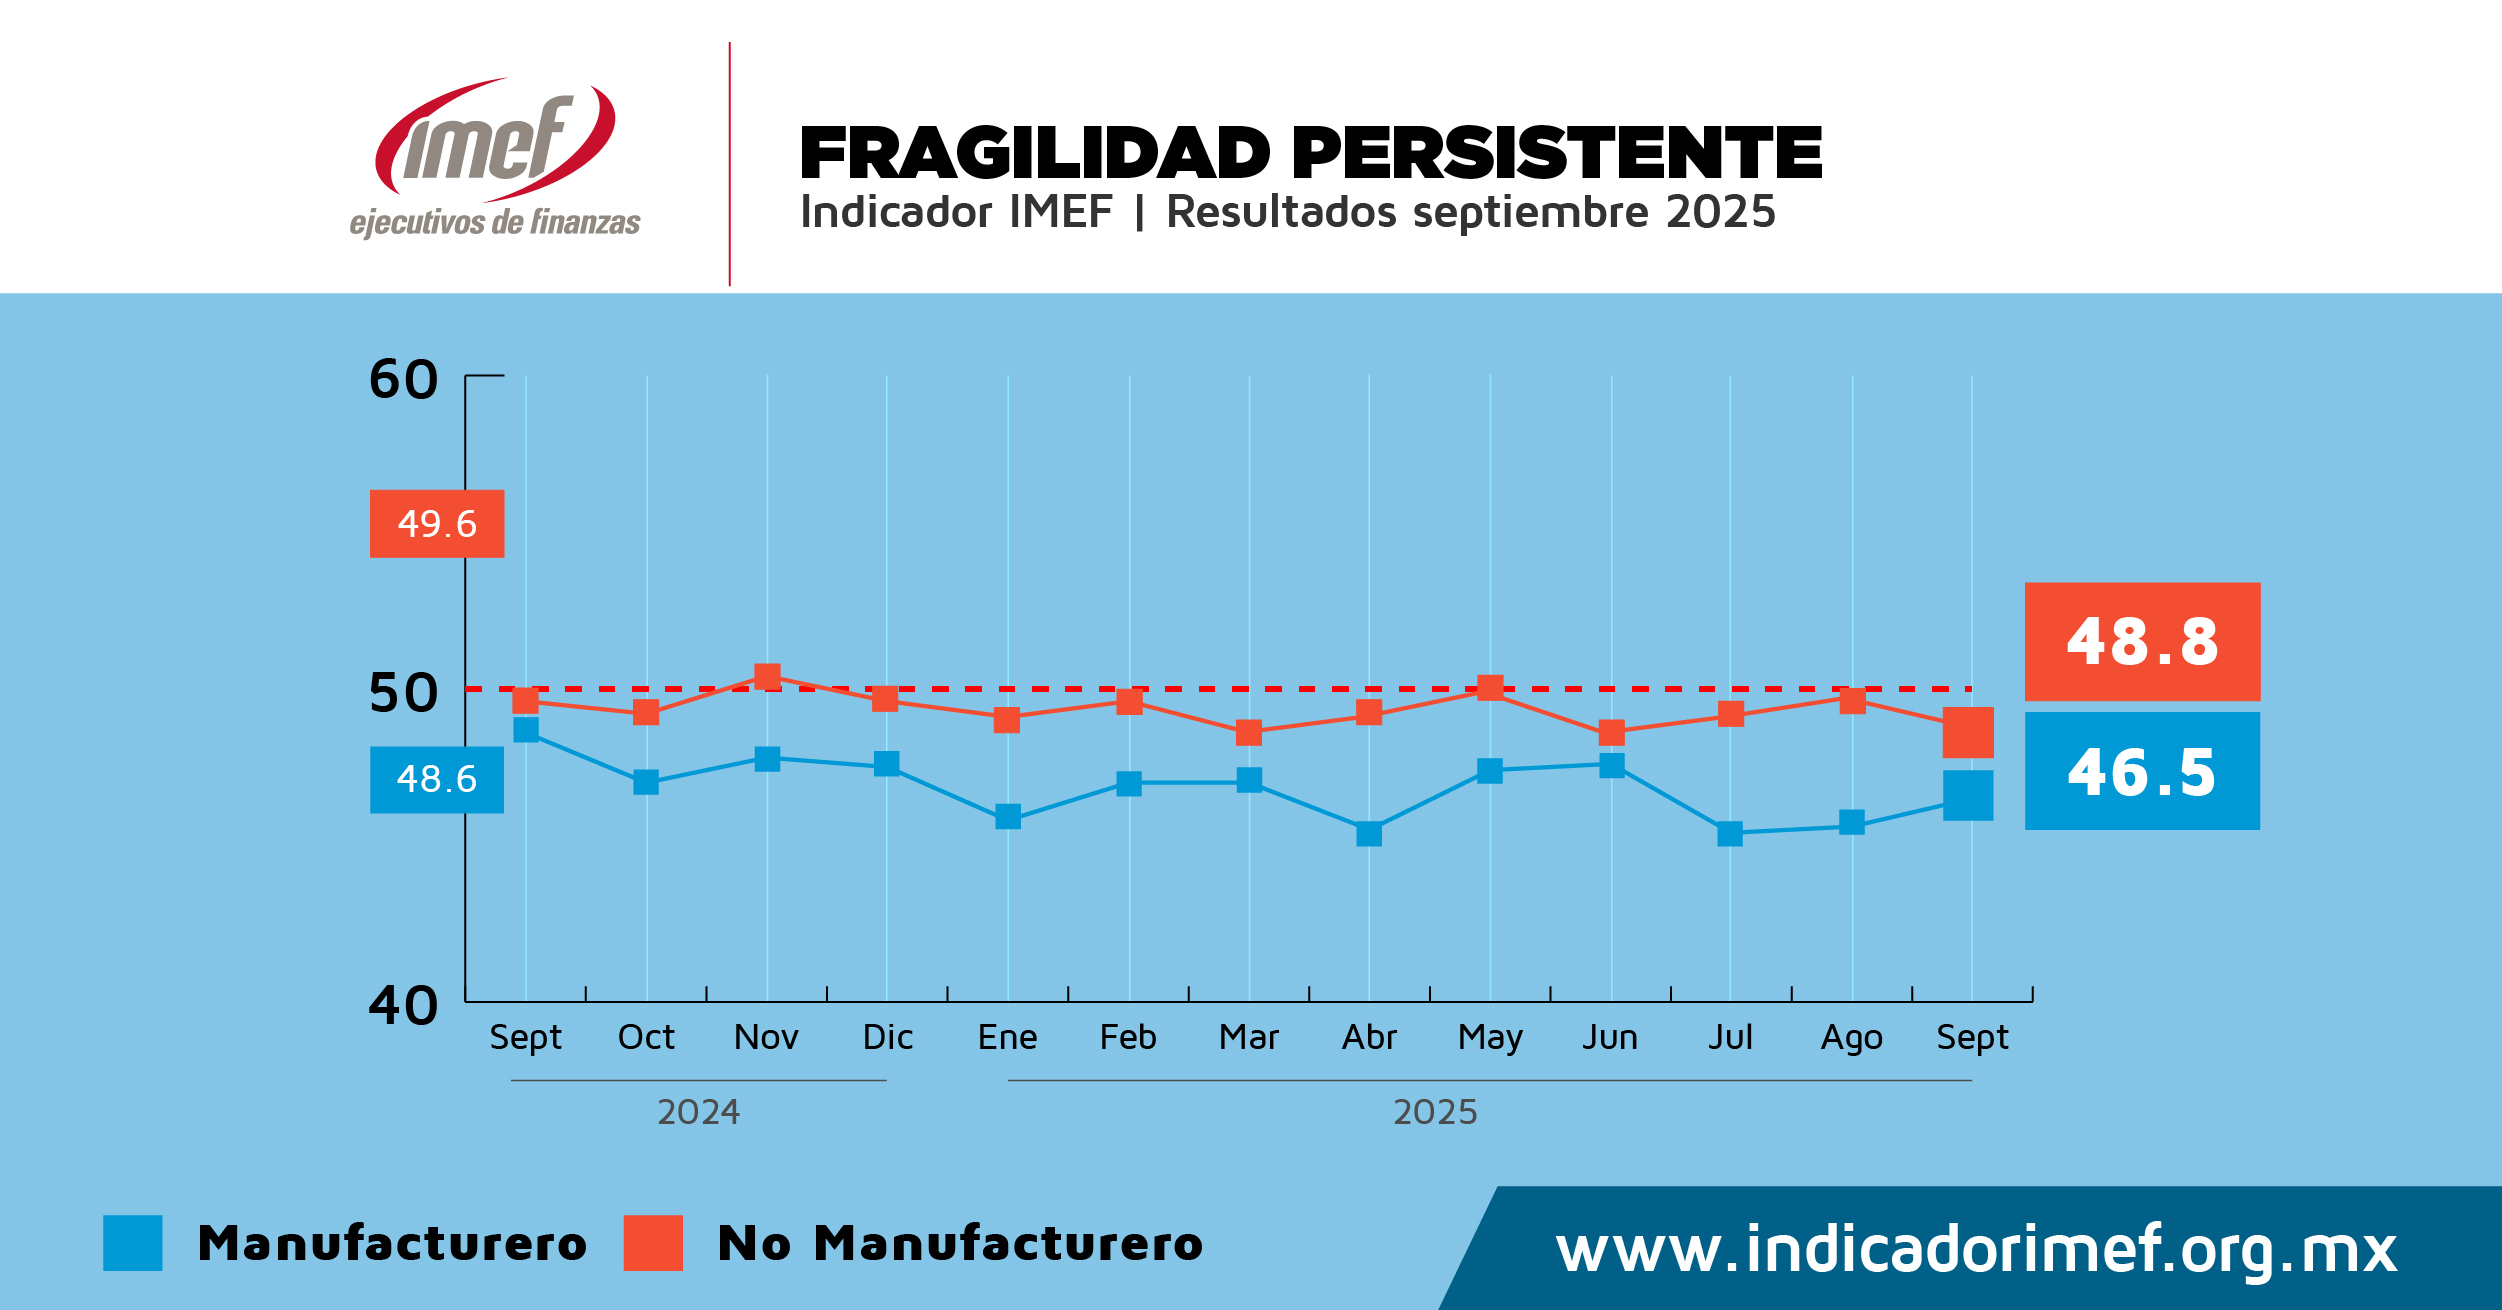 imef
ejecutivos de finanzas
FRAGILIDAD PERSISTENTE
Indicador IMEF | Resultados septiembre 2025
60
49.6
48.8
50
46.5
48.6
40
Sept Oct Nov Dic Ene Feb Mar Abr May Jun Jul Ago Sept
2024 2025
Manufacturero No Manufacturero
www.indicadorimef.org.mx